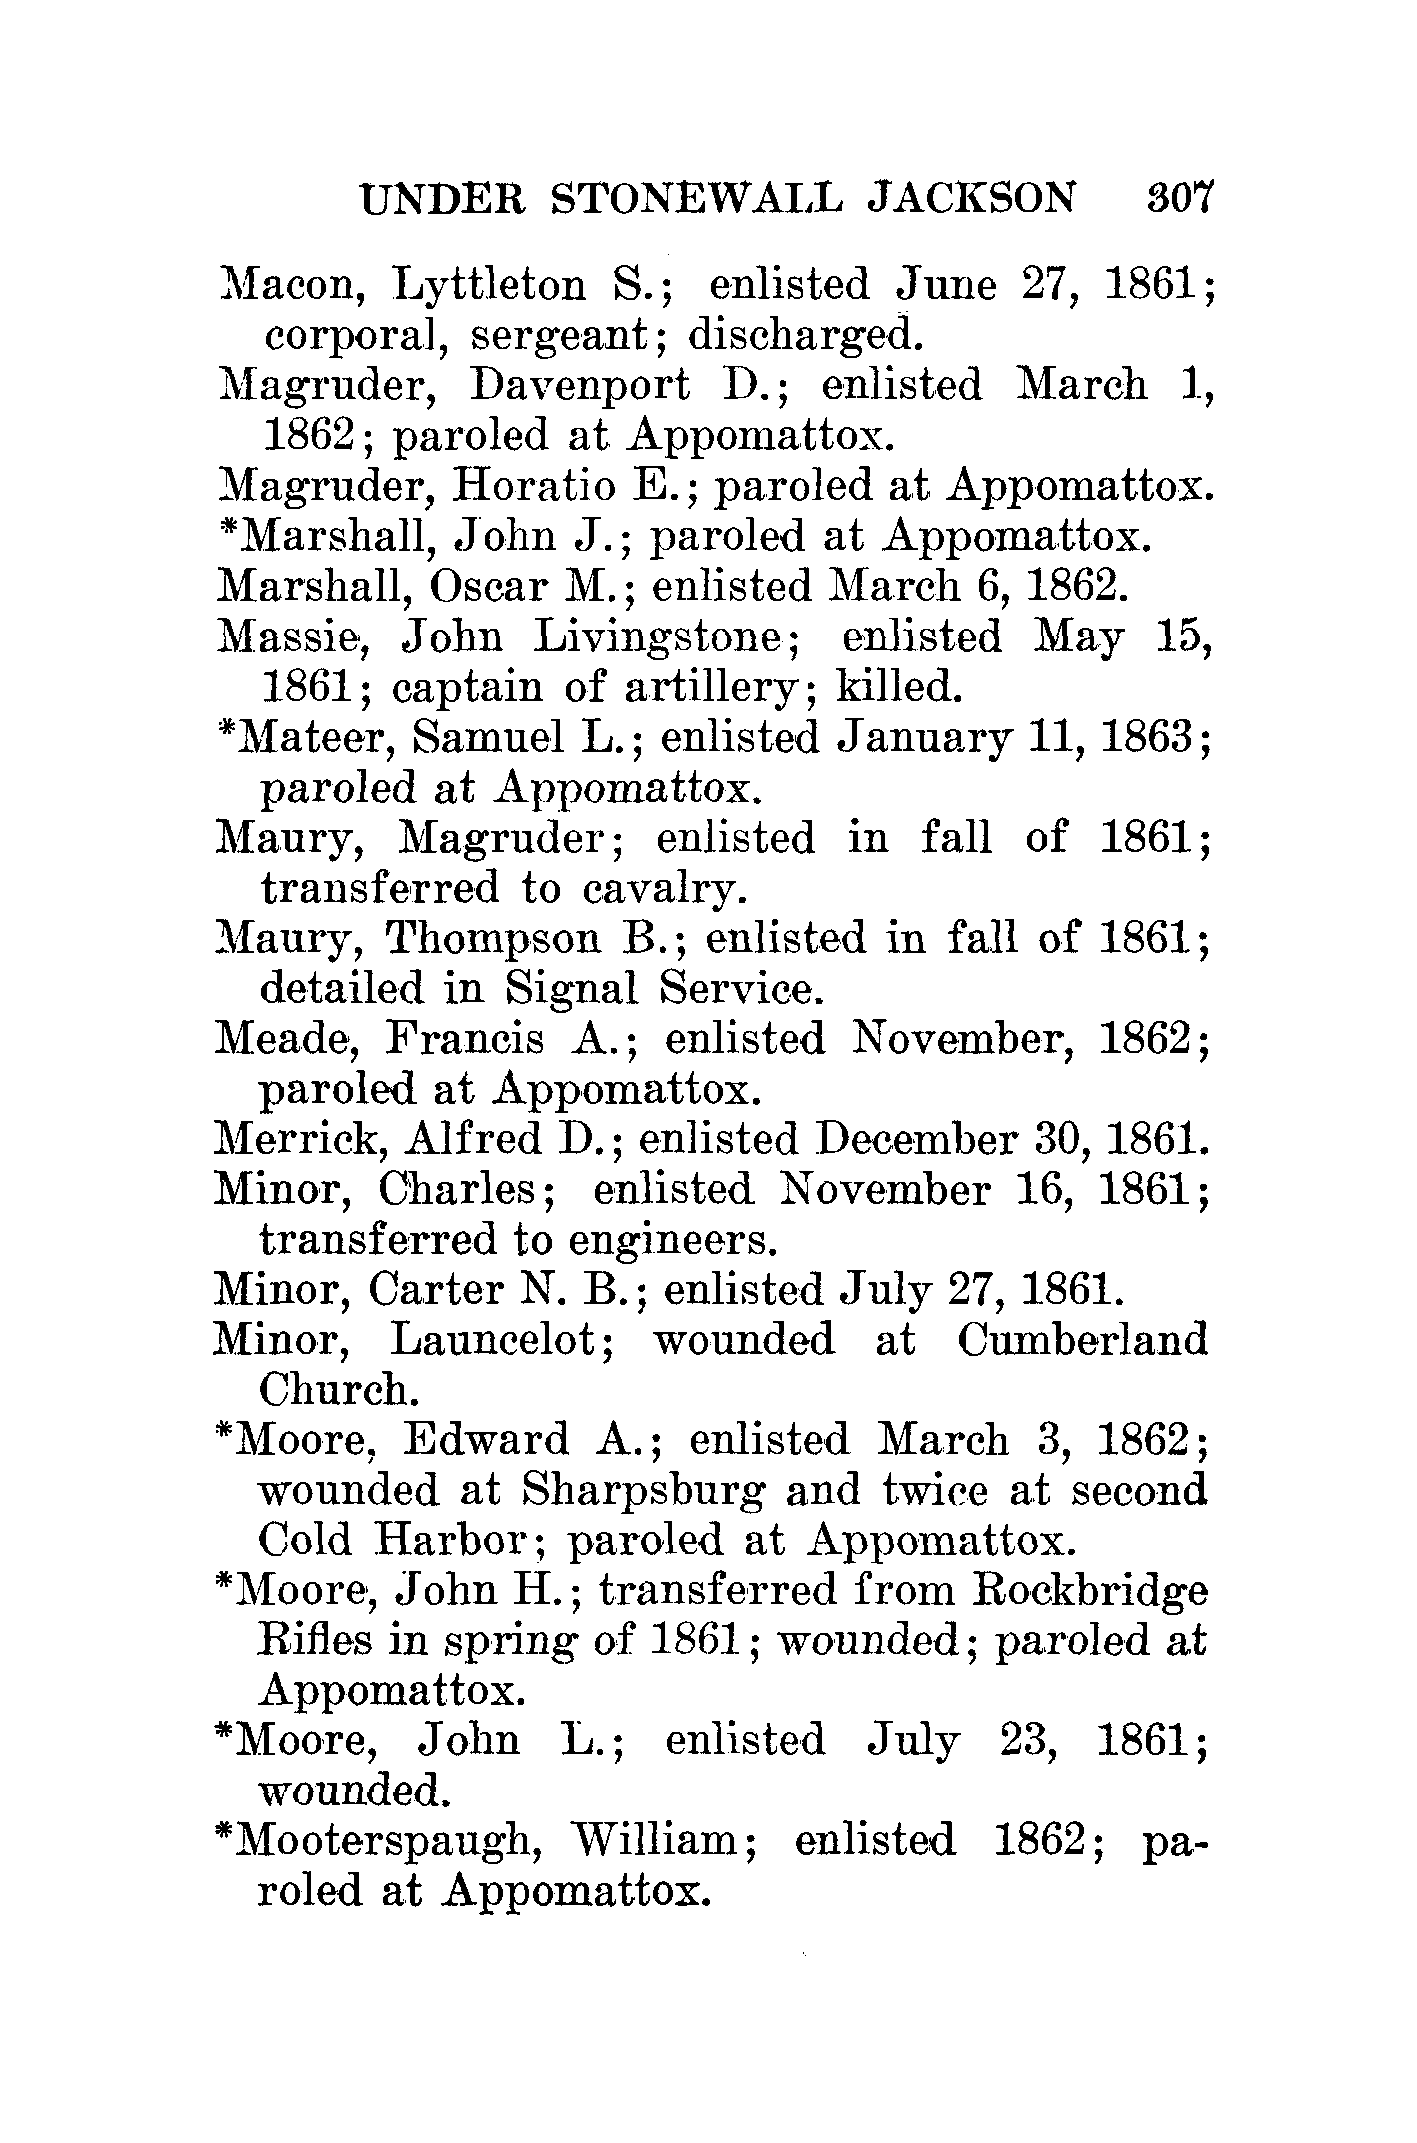 UNDER STONEWALL JACKSON 307
Macon, Lyttleton S.; enlisted June 27, 1861;
corporal, sergeant; discharged.
Magruder, Davenport D.; enlisted March 1,
1862; paroled at Appomattox.
Magruder, Horatio E.; paroled at Appomattox.
*Marshall, John J.; paroled at Appomattox.
Marshall, Oscar M.; enlisted March 6, 1862.
Massie, John Livingstone; enlisted May 15,
1861; captain of artillery; killed.
*Mateer, Samuel L.; enlisted January 11, 1863;
paroled at Appomattox.
Maury, Magruder; enlisted in fall of 1861;
transferred to cavalry.
Maury, Thompson B.; enlisted in fall of 1861;
detailed in Signal Service.
Meade, Francis A.; enlisted November, 1862;
paroled at Appomattox.
Merrick, Alfred D.; enlisted December 30, 1861.
Minor, Charles; enlisted November 16, 1861;
transferred to engineers.
Minor, Carter N. B.; enlisted July 27, 1861.
Minor, Launcelot; wounded at Cumberland
Church.
*Moore, Edward A.; enlisted March 3, 1862;
wounded at Sharpsburg and twice at second
Cold Harbor; paroled at Appomattox.
*Moore, John H.; transferred from Rockbridge
Rifles in spring of 1861; wounded; paroled at
Appomattox.
*Moore, John L.; enlisted July 23, 1861;
wounded.
*Mooterspaugh, William; enlisted 1862; pa-
roled at Appomattox.